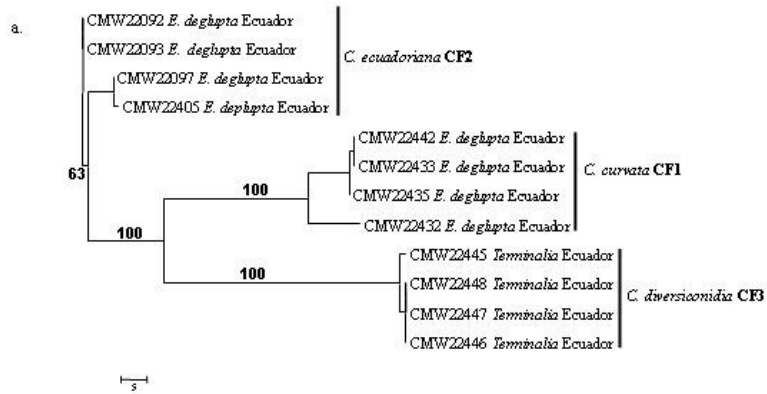 a.
CMW22092 E. deglupta Ecuador
CMW22093 E. deglupta Ecuador
C. ecuadoriana CF2
CMW22097 E. deglupta Ecuador
CMW22405 E. deplupta Ecuador
63
CMW22442 E. deglupta Ecuador
CMW22433 E. deglupta Ecuador
C. curvata CF1
100
CMW22435 E. deglupta Ecuador
CMW22432 E. deglupta Ecuador
100
CMW22445 Terminalia Ecuador
100
CMW22448 Terminalia Ecuador
C. diversiconidia CF3
CMW22447 Terminalia Ecuador
CMW22446 Terminalia Ecuador
s